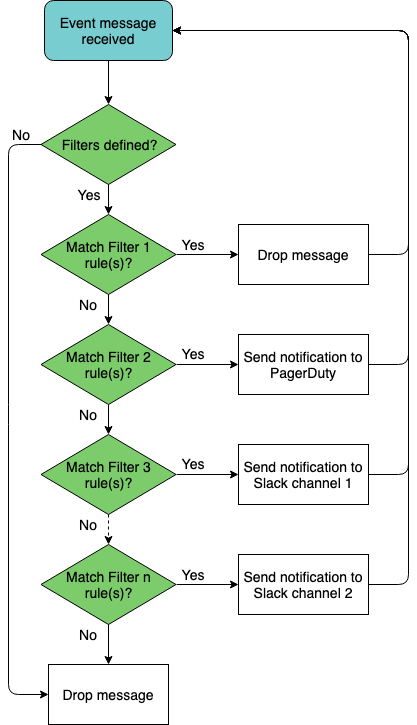 Event message
received
No
Filters defined?
Yes
Match Filter 1
rule(s)?
Yes
Drop message
No
Match Filter 2
rule(s)?
Yes
Send notification to
PagerDuty
No
Match Filter 3
rule(s)?
Yes
Send notification to
Slack channel 1
No
Match Filter n
rule(s)?
Yes
Send notification to
Slack channel 2
No
Drop message